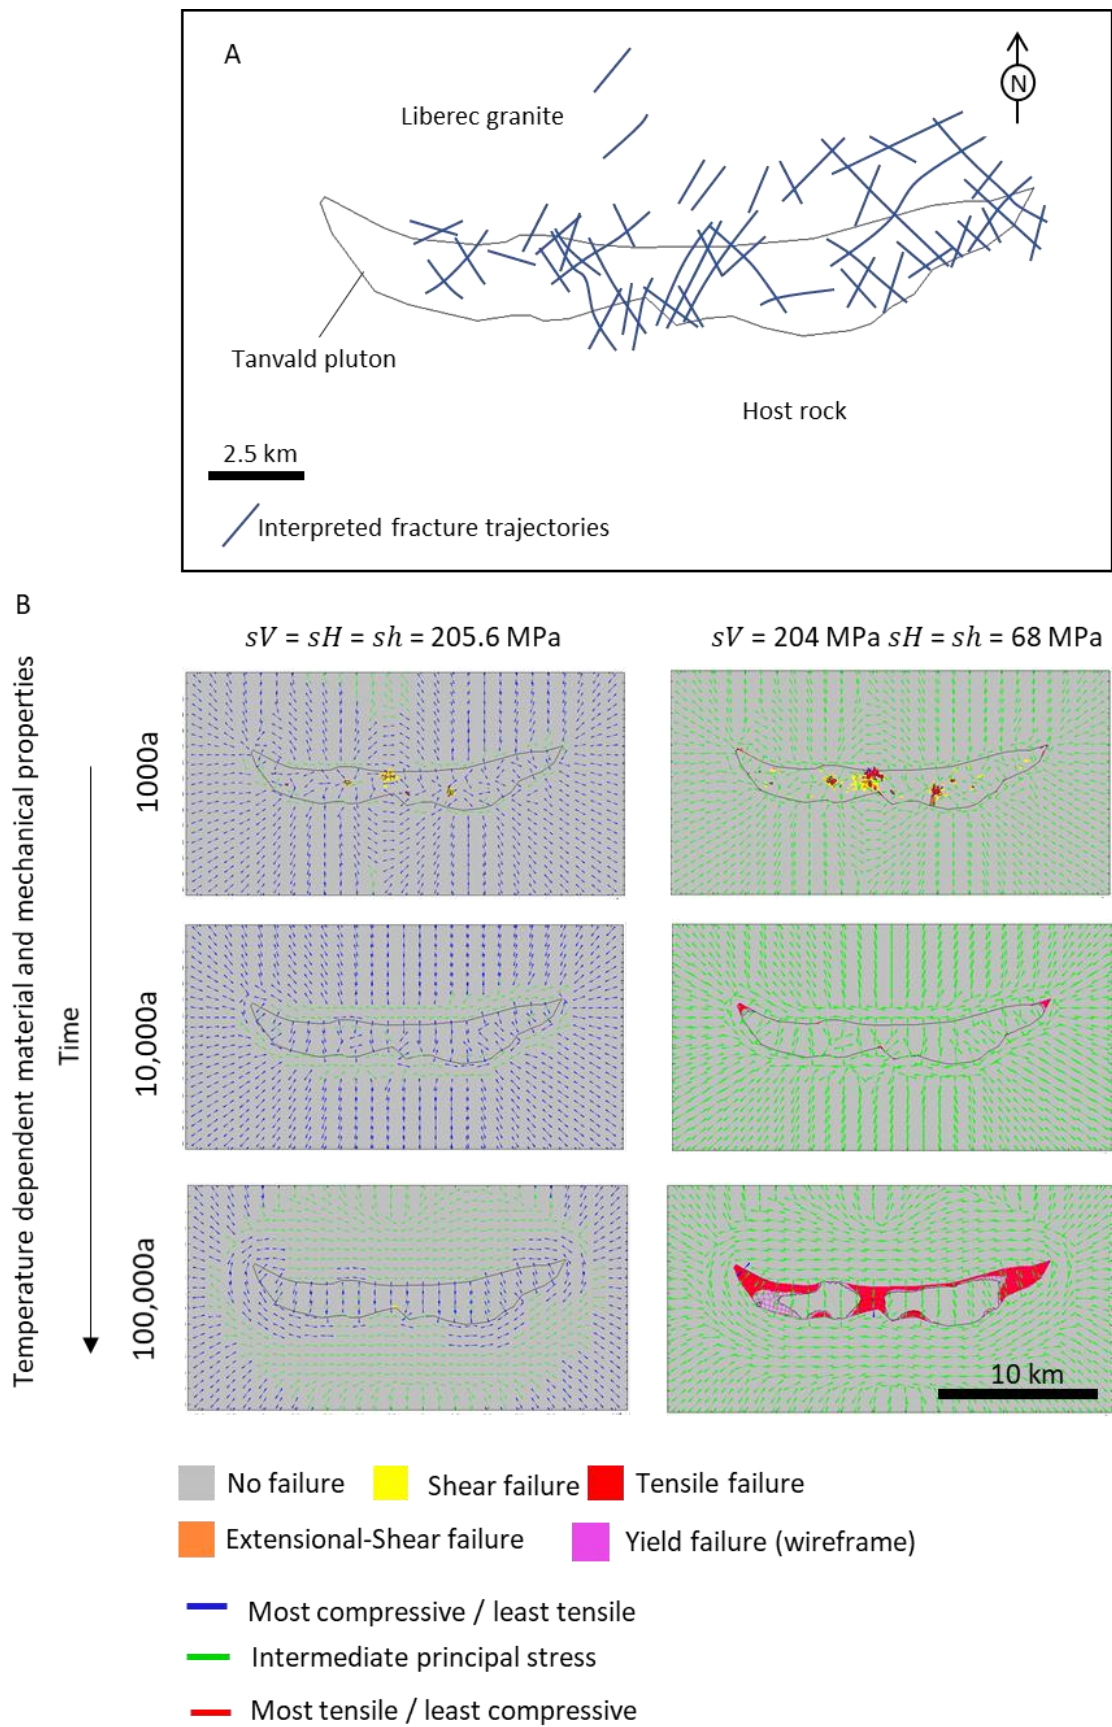 A
N
Liberec granite
Tanvald pluton
Host rock
2.5 km
Interpreted fracture trajectories
B
sV = sH = sh = 205.6 MPa
sV = 204 MPa sH = sh = 68 MPa
Temperature dependent material and mechanical properties
Time
1000a
10,000a
100,000a
10 km
No failure
Shear failure
Tensile failure
Extensional-Shear failure
Yield failure (wireframe)
Most compressive / least tensile
Intermediate principal stress
Most tensile / least compressive